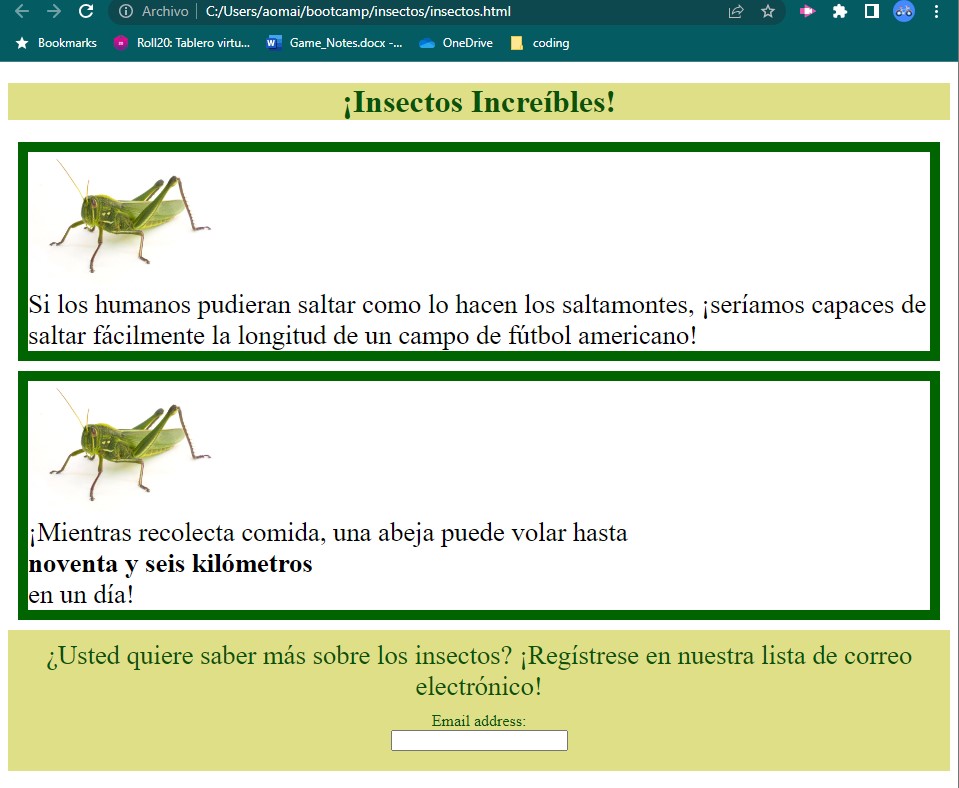 Archivo | C:/Users/aomai/bootcamp/insectos/insectos.html
Bookmarks Roll20: Tablero virtu... W Game_Notes.docx -... OneDrive coding
¡Insectos Increíbles!
Si los humanos pudieran saltar como lo hacen los saltamontes, ¡seríamos capaces de
saltar fácilmente la longitud de un campo de fútbol americano!
¡Mientras recolecta comida, una abeja puede volar hasta
noventa y seis kilómetros
en un día!
¿Usted quiere saber más sobre los insectos? ¡Regístrese en nuestra lista de correo
electrónico!
Email address: